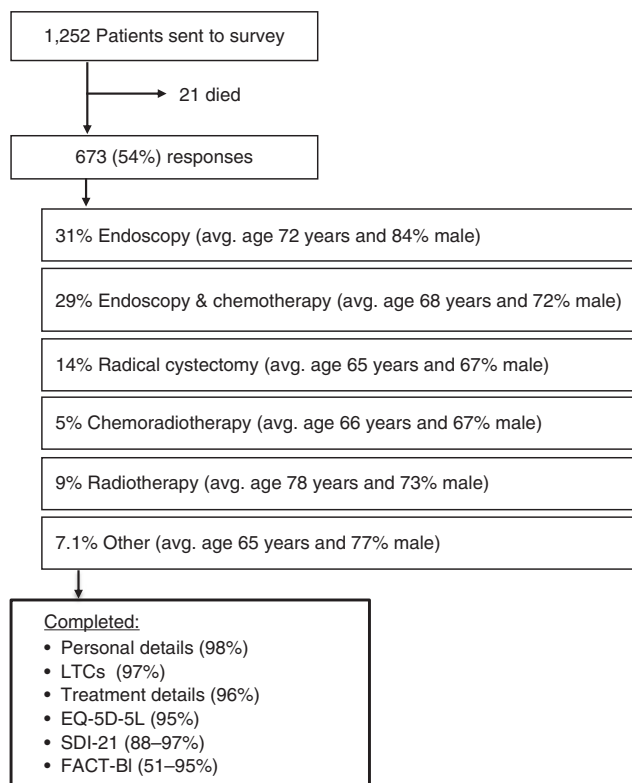 1,252 Patients sent to survey
21 died
673 (54%) responses
31% Endoscopy (avg. age 72 years and 84% male)
29% Endoscopy & chemotherapy (avg. age 68 years and 72% male)
14% Radical cystectomy (avg. age 65 years and 67% male)
5% Chemoradiotherapy (avg. age 66 years and 67% male)
9% Radiotherapy (avg. age 78 years and 73% male)
7.1% Other (avg. age 65 years and 77% male)
Completed:
• Personal details (98%)
• LTCs (97%)
• Treatment details (96%)
• EQ-5D-5L (95%)
• SDI-21 (88–97%)
• FACT-Bl (51–95%)